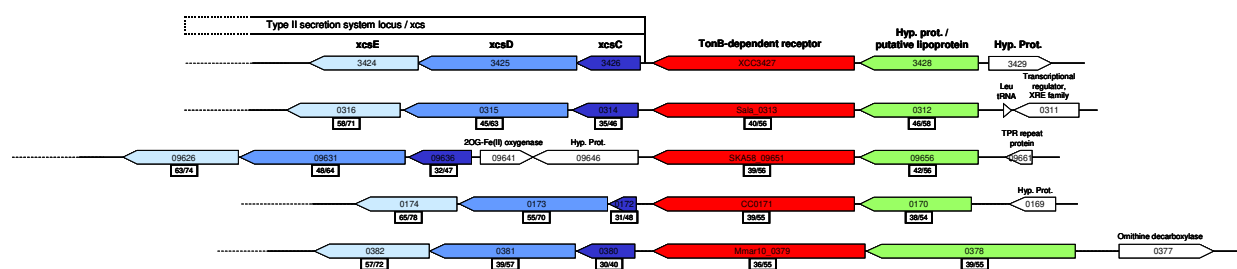 Type II secretion system locus / xcs
xcsE xcsD xcsC TonB-dependent receptor Hyp. prot. / putative lipoprotein Hyp. Prot.
3424 3425 3426 XCC3427 3428 3429
Leu tRNA Transcriptional regulator, XRE family
0316 0315 0314 Sala_0313 0312 0311
58/71 45/63 35/46 40/56 46/58
2OG-Fe(II) oxygenase Hyp. Prot. TPR repeat protein
09626 09631 09636 09641 09646 SKA58_09651 09656 09661
63/74 48/64 32/47 39/56 42/56
Hyp. Prot.
0174 0173 0172 CC0171 0170 0169
65/78 55/70 31/48 39/55 38/54
Ornithine decarboxylase
0382 0381 0380 Mmar10_0379 0378 0377
57/72 39/57 30/40 36/55 39/55